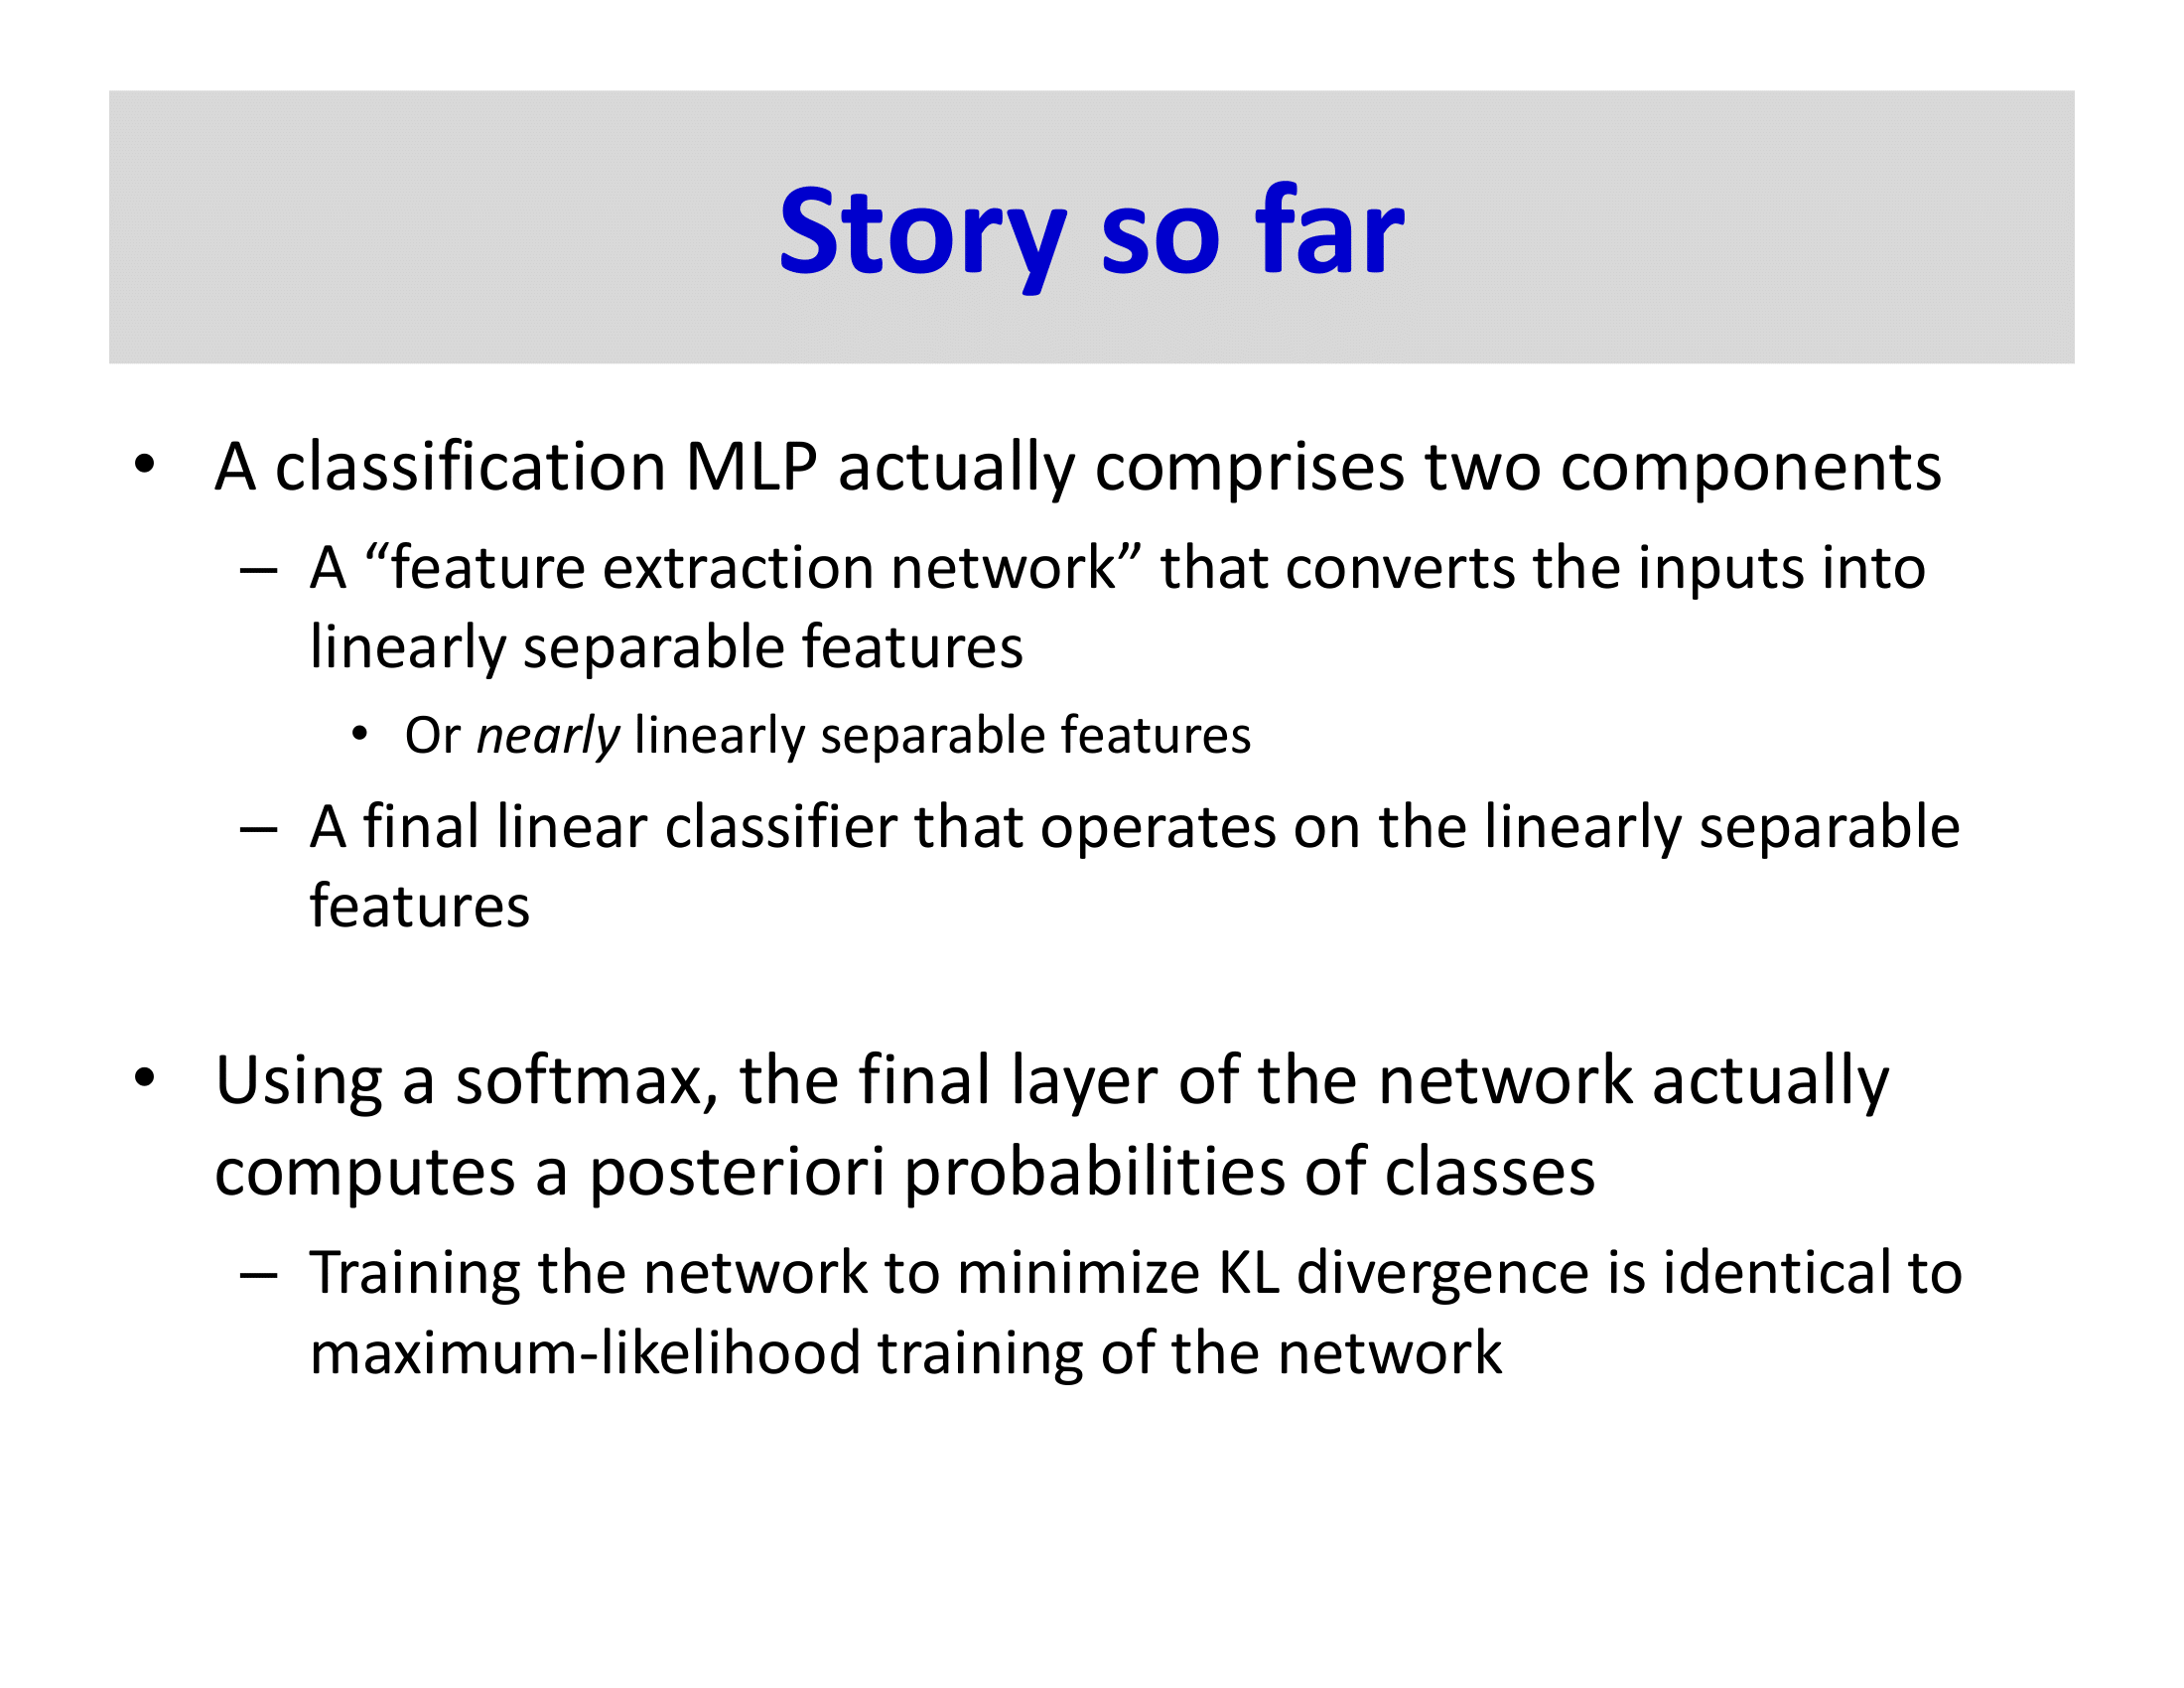 Story so far
• A classification MLP actually comprises two components
– A “feature extraction network” that converts the inputs into
linearly separable features
• Or nearly linearly separable features
– A final linear classifier that operates on the linearly separable
features
• Using a softmax, the final layer of the network actually
computes a posteriori probabilities of classes
– Training the network to minimize KL divergence is identical to
maximum-likelihood training of the network